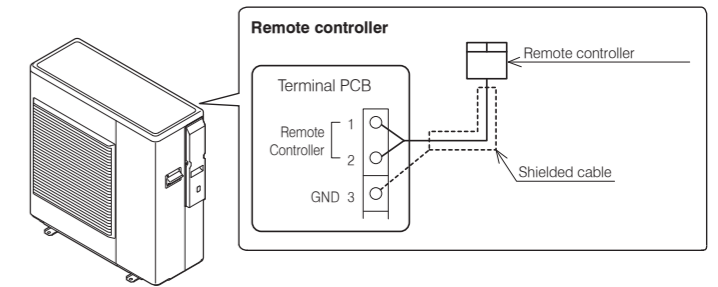 Remote controller
Remote controller
Terminal PCB
Remote
Controller
1
2
Shielded cable
GND 3